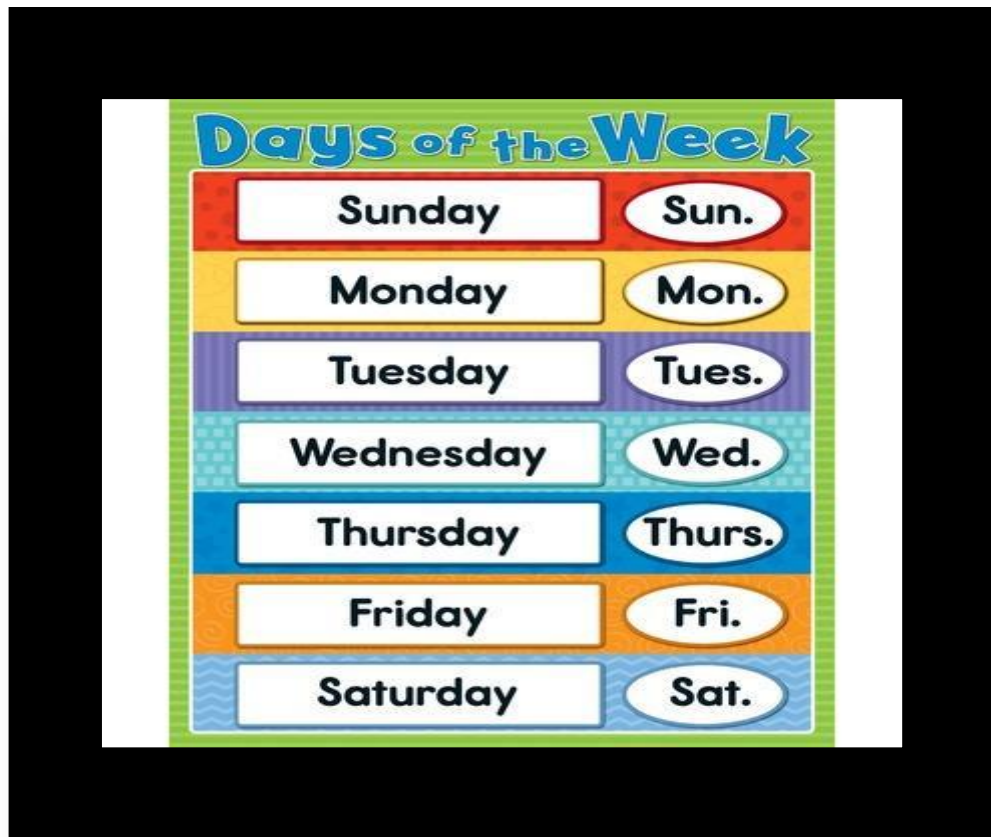 Days of the Week
Sunday Sun.
Monday Mon.
Tuesday Tues.
Wednesday Wed.
Thursday Thurs.
Friday Fri.
Saturday Sat.